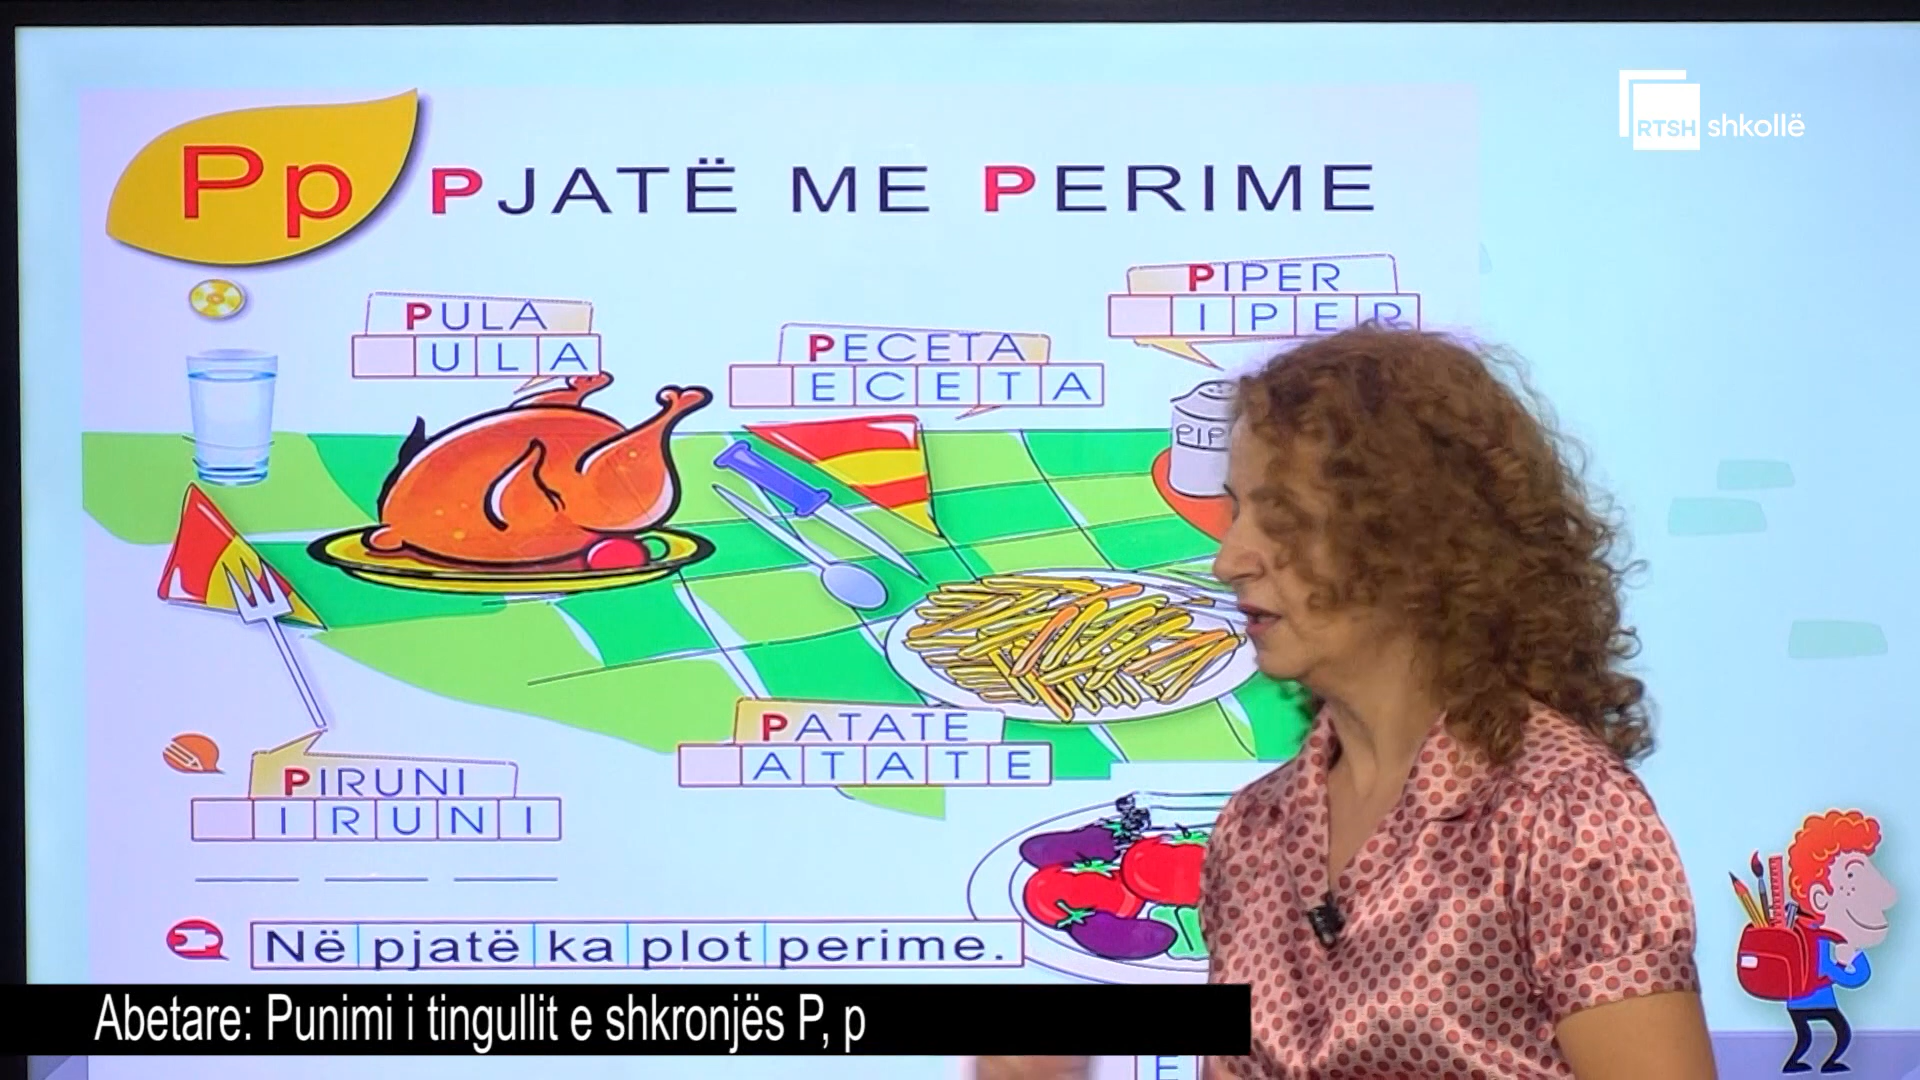 RTSH shkollë
Pp
PJATË ME PERIME
PIPER
IPER
PULA
ULA
PECETA
ECETA
PIP
PATATE
ATATE
PIRUNI
IRUNI
Në pjatë ka plot perime.
Abetare: Punimi i tingullit e shkronjës P, p
E